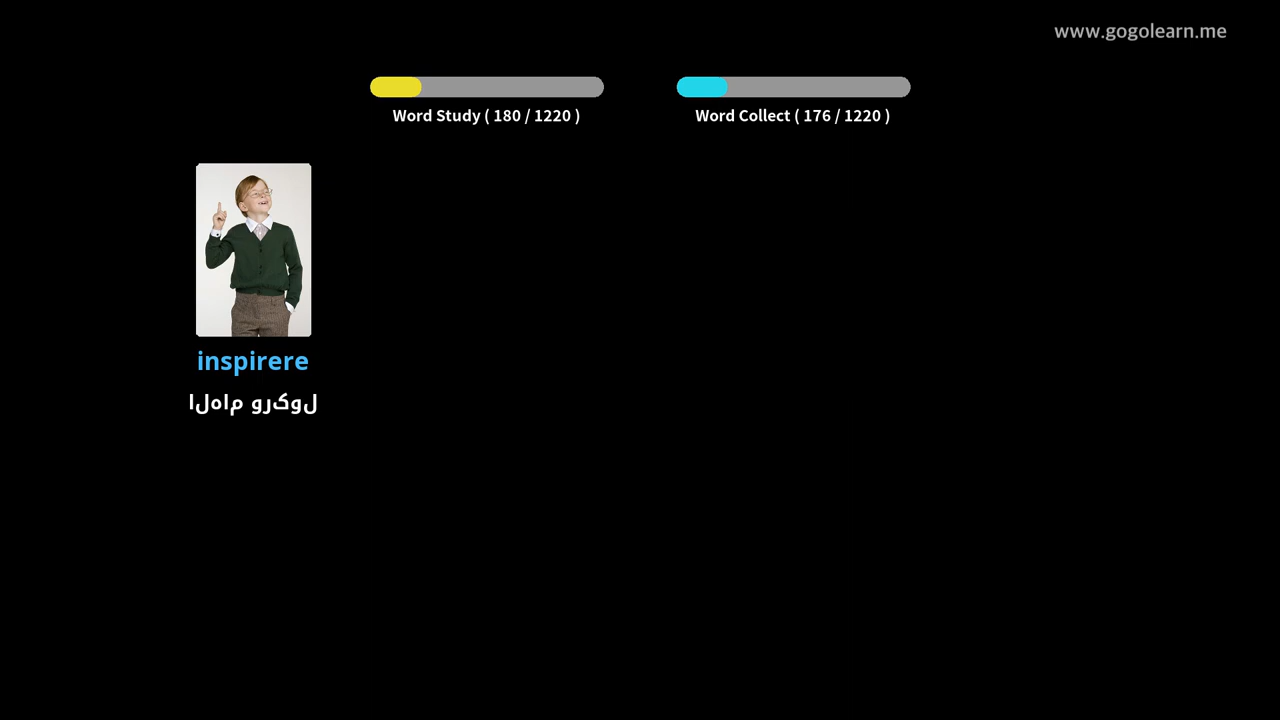 www.gogolearn.me
Word Study ( 180 / 1220 )
Word Collect ( 176 / 1220 )
inspirere
الهام ورکول